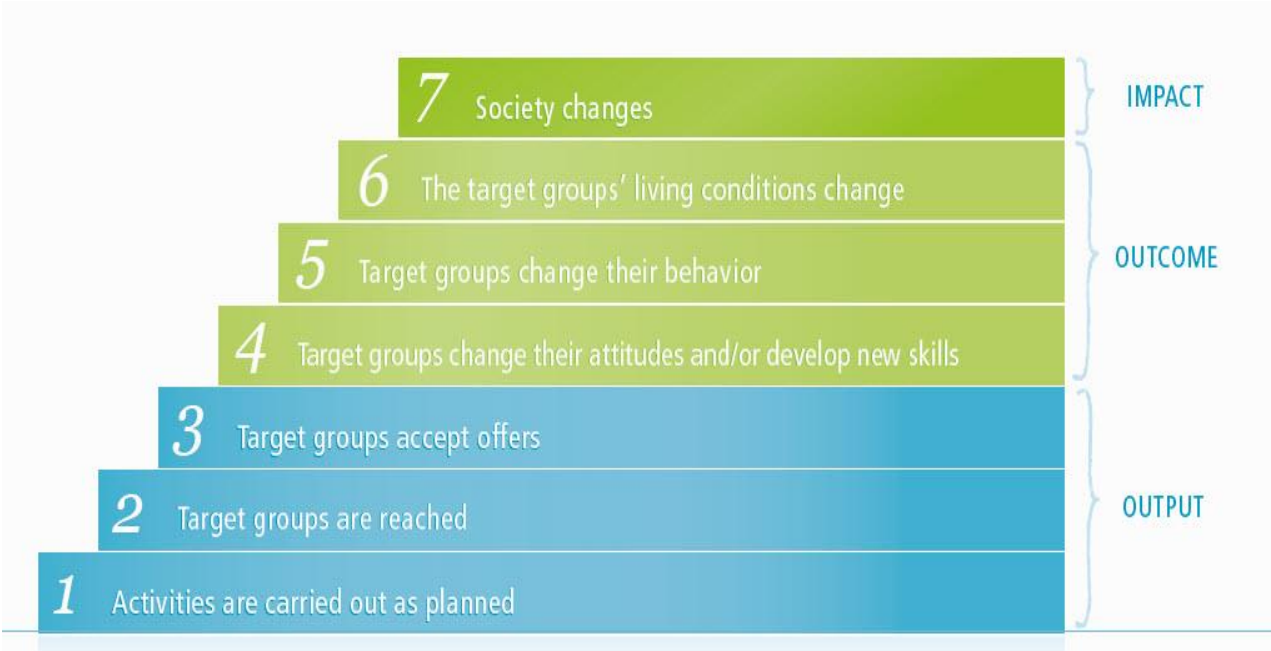 7 Society changes
IMPACT
6 The target groups’ living conditions change
5 Target groups change their behavior
OUTCOME
4 Target groups change their attitudes and/or develop new skills
3 Target groups accept offers
2 Target groups are reached
OUTPUT
1 Activities are carried out as planned